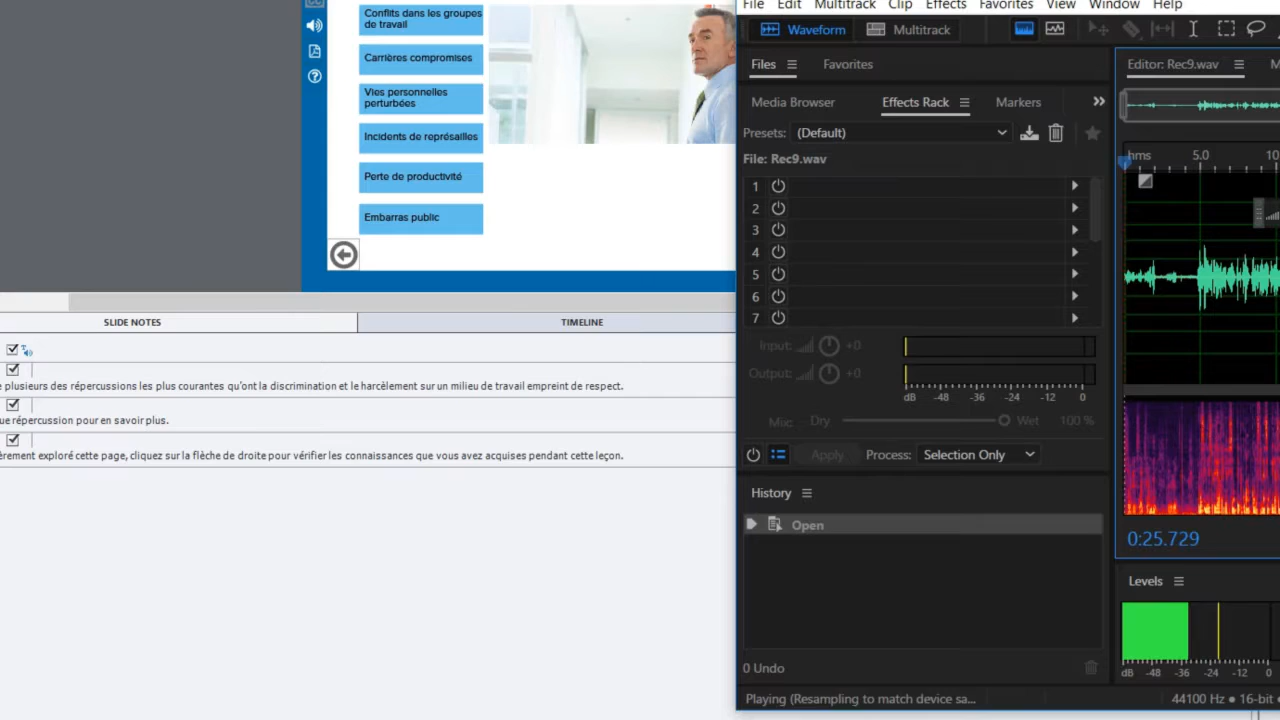 CC
Conflits dans les groupes
de travail
Carrières compromises
Vies personnelles
perturbées
Incidents de représailles
Perte de productivité
Embarras public
SLIDE NOTES
TIMELINE
plusieurs des répercussions les plus courantes qu'ont la discrimination et le harcèlement sur un milieu de travail empreint de respect.
répercussion pour en savoir plus.
exploré cette page, cliquez sur la flèche de droite pour vérifier les connaissances que vous avez acquises pendant cette leçon.
File Edit Multitrack Clip Effects Favorites View Window Help
Waveform Multitrack
Files Favorites
Media Browser Effects Rack Markers
Presets: (Default)
File: Rec9.wav
1
2
3
4
5
6
7
Input: +0
Output: +0
dB -48 -36 -24 -12 0
Mix: Dry Wet 100 %
Apply Process: Selection Only
History
Open
0 Undo
Playing (Resampling to match device sa...
Editor: Rec9.wav
hms 5.0 10
0:25.729
Levels
dB -48 -36 -24 -12 0
44100 Hz ● 16-bit